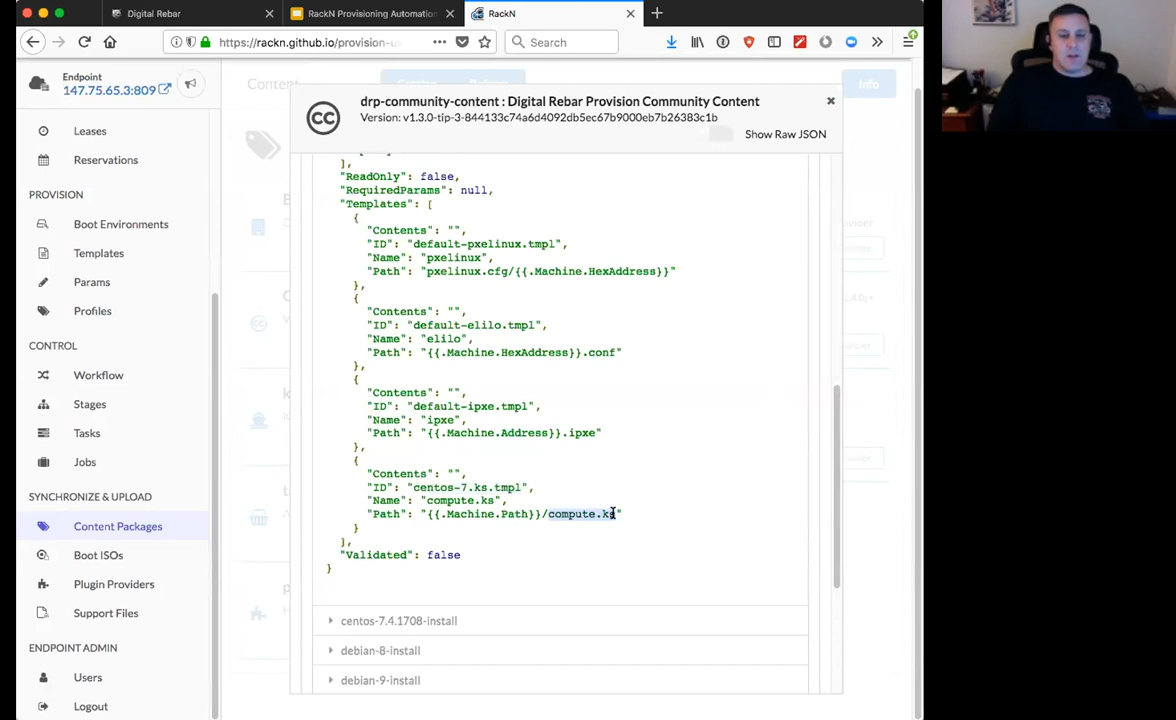 Digital Rebar
RackN Provisioning Automation
RackN
https://rackn.github.io/provision-u
Search
Endpoint
147.75.65.3:809
Leases
Reservations
PROVISION
Boot Environments
Templates
Params
Profiles
CONTROL
Workflow
Stages
Tasks
Jobs
SYNCHRONIZE & UPLOAD
Content Packages
Boot ISOs
Plugin Providers
Support Files
ENDPOINT ADMIN
Users
Logout
Content
Info
CC
drp-community-content : Digital Rebar Provision Community Content
Version: v1.3.0-tip-3-844133c74a6d4092db5ec67b9000eb7b26383c1b
Show Raw JSON
],
"ReadOnly": false,
"RequiredParams": null,
"Templates": [
{
"Contents": "",
"ID": "default-pxelinux.tmpl",
"Name": "pxelinux",
"Path": "pxelinux.cfg/{{.Machine.HexAddress}}"
},
{
"Contents": "",
"ID": "default-elilo.tmpl",
"Name": "elilo",
"Path": "{{.Machine.HexAddress}}.conf"
},
{
"Contents": "",
"ID": "default-ipxe.tmpl",
"Name": "ipxe",
"Path": "{{.Machine.Address}}.ipxe"
},
{
"Contents": "",
"ID": "centos-7.ks.tmpl",
"Name": "compute.ks",
"Path": "{{.Machine.Path}}/compute.ks"
}
],
"Validated": false
}
centos-7.4.1708-install
debian-8-install
debian-9-install